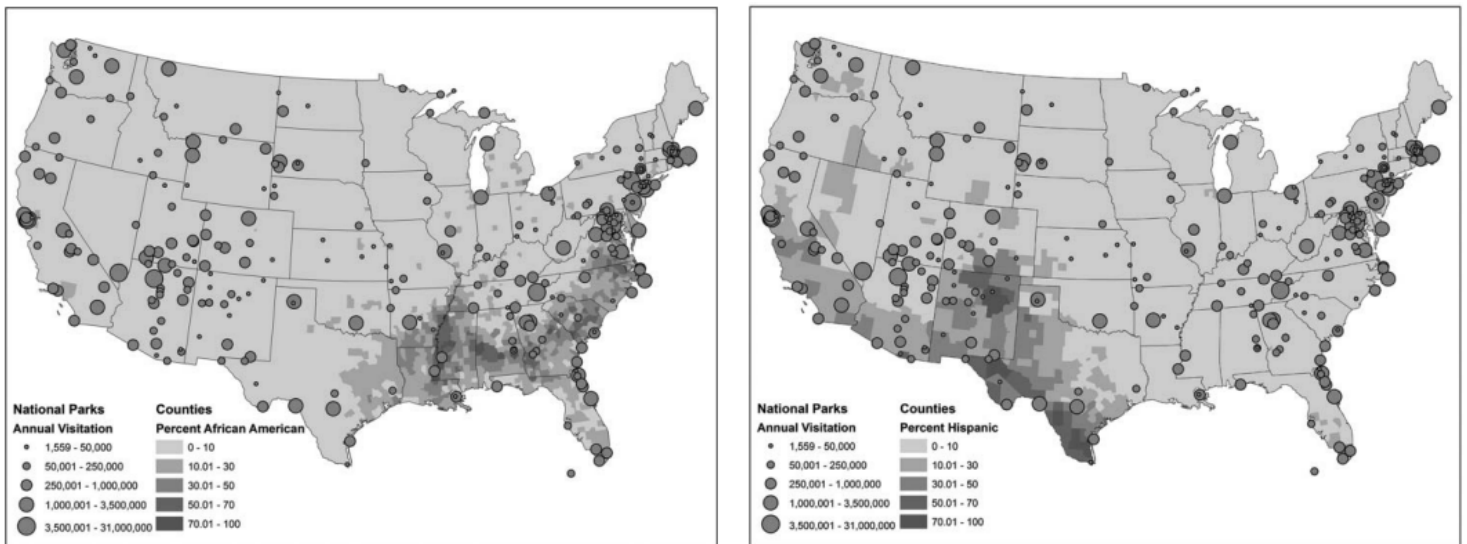 National Parks
Annual Visitation
1,559 - 50,000
50,001 - 250,000
250,001 - 1,000,000
1,000,001 - 3,500,000
3,500,001 - 31,000,000
Counties
Percent African American
0 - 10
10.01 - 30
30.01 - 50
50.01 - 70
70.01 - 100
National Parks
Annual Visitation
1,559 - 50,000
50,001 - 250,000
250,001 - 1,000,000
1,000,001 - 3,500,000
3,500,001 - 31,000,000
Counties
Percent Hispanic
0 - 10
10.01 - 30
30.01 - 50
50.01 - 70
70.01 - 100